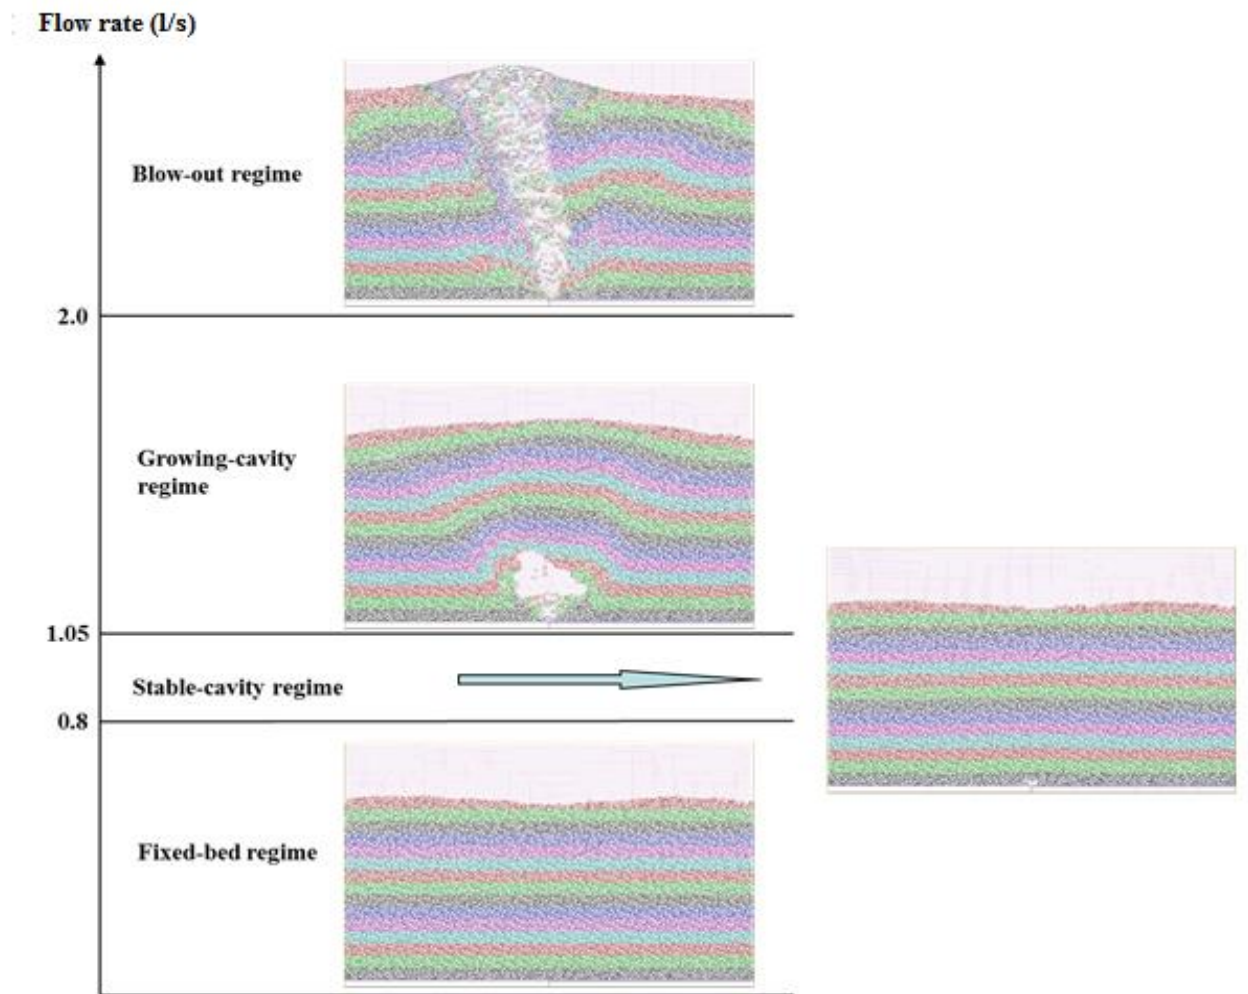 Flow rate (l/s)
Blow-out regime
2.0
Growing-cavity
regime
1.05
Stable-cavity regime
0.8
Fixed-bed regime